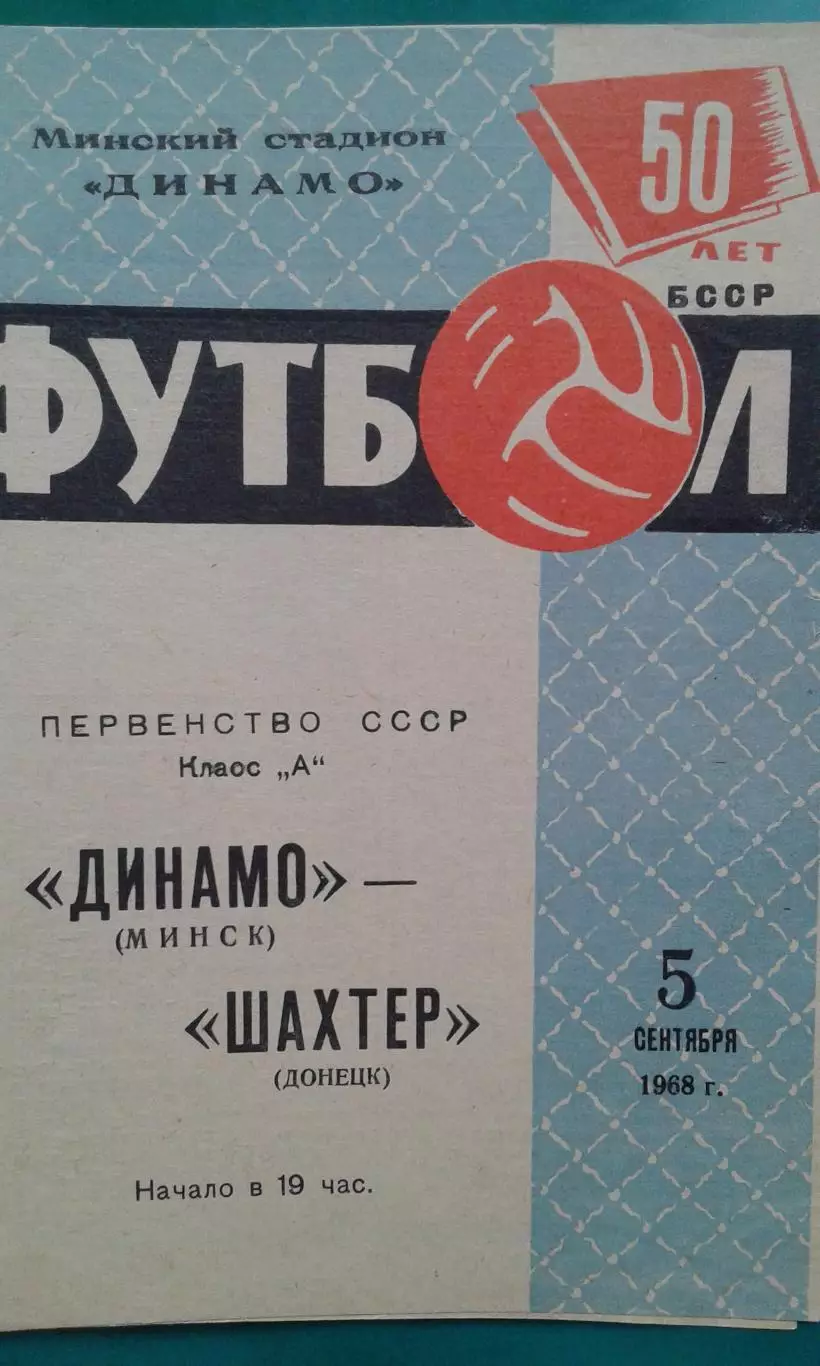 Минский стадион
«ДИНАМО»
50
ЛЕТ
БССР
ФУТБОЛ
ПЕРВЕНСТВО СССР
Клаос „А“
«ДИНАМО» —
(МИНСК)
«ШАХТЕР»
(ДОНЕЦК)
5
СЕНТЯБРЯ
1968 г.
Начало в 19 час.